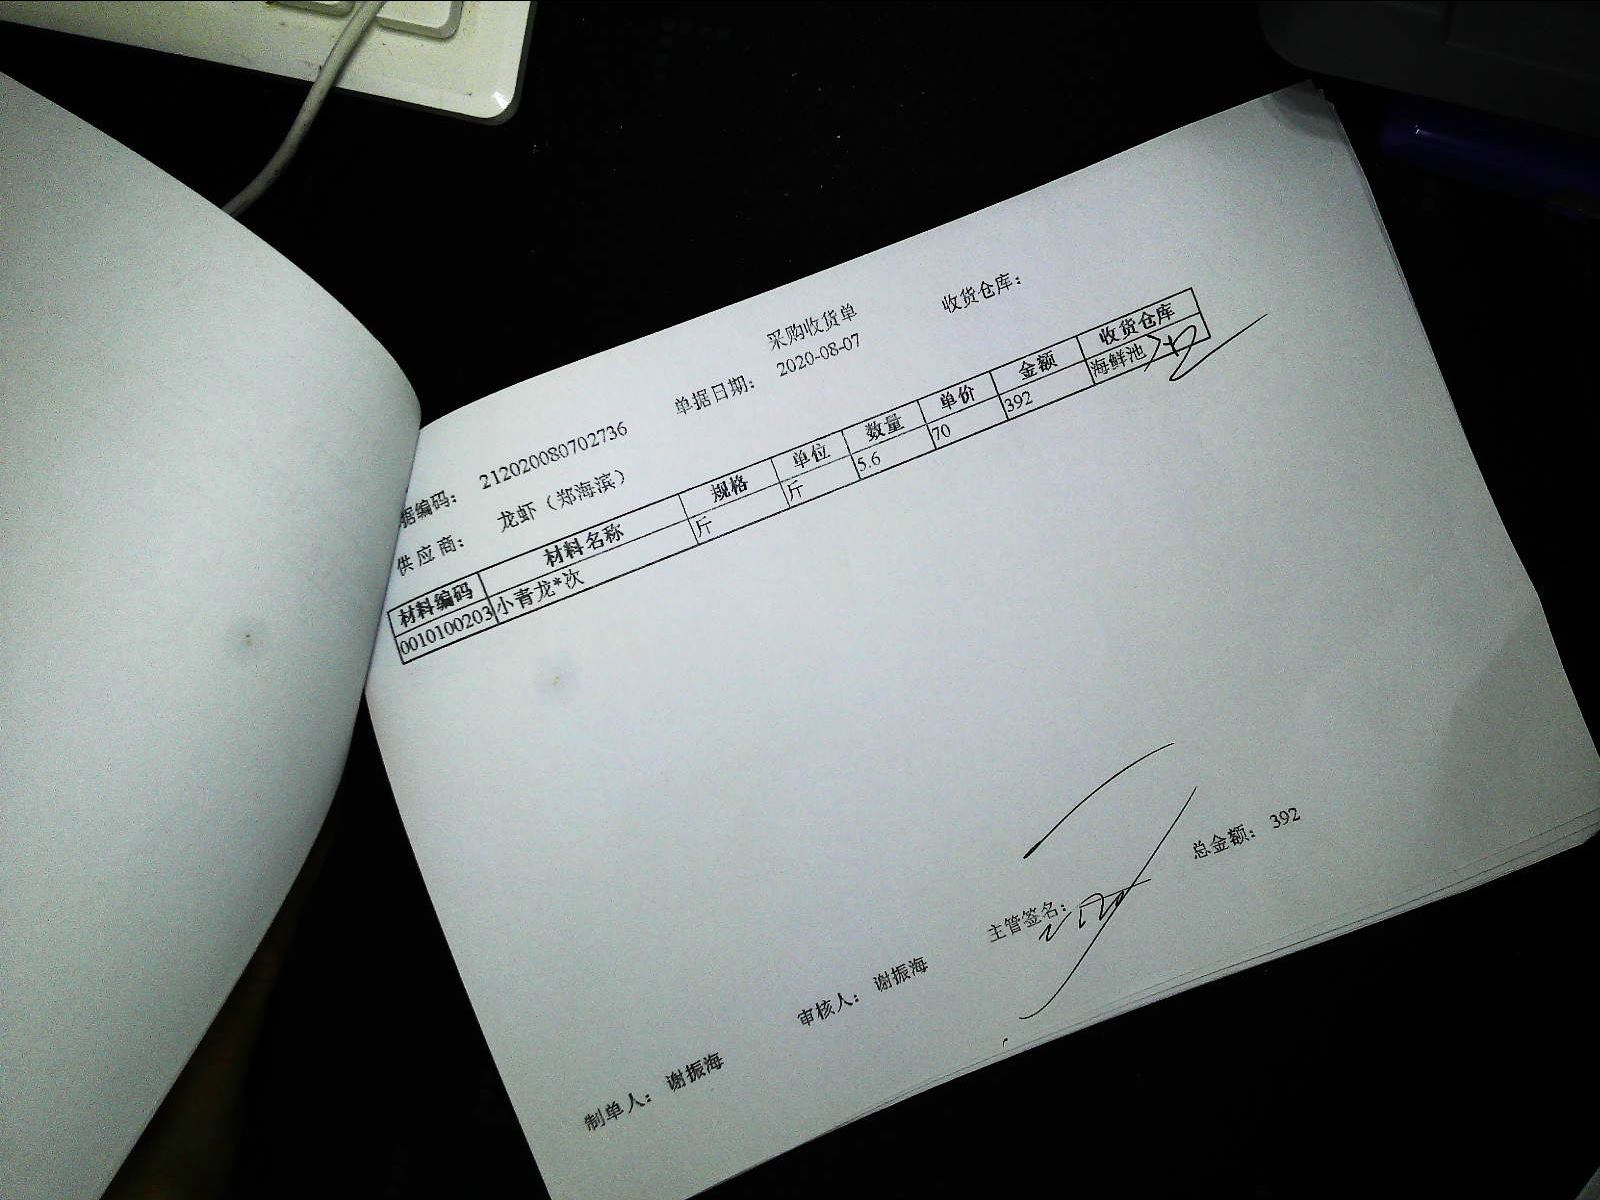 采购收货单
据编码： 212020080702736 单据日期： 2020-08-07 收货仓库：
供应商： 龙虾（郑海滨）
材料编码 材料名称 规格 单位 数量 单价 金额 收货仓库
0010100203 小青龙*次 斤 斤 5.6 70 392 海鲜池
制单人： 谢振海 审核人： 谢振海 主管签名： 总金额： 392